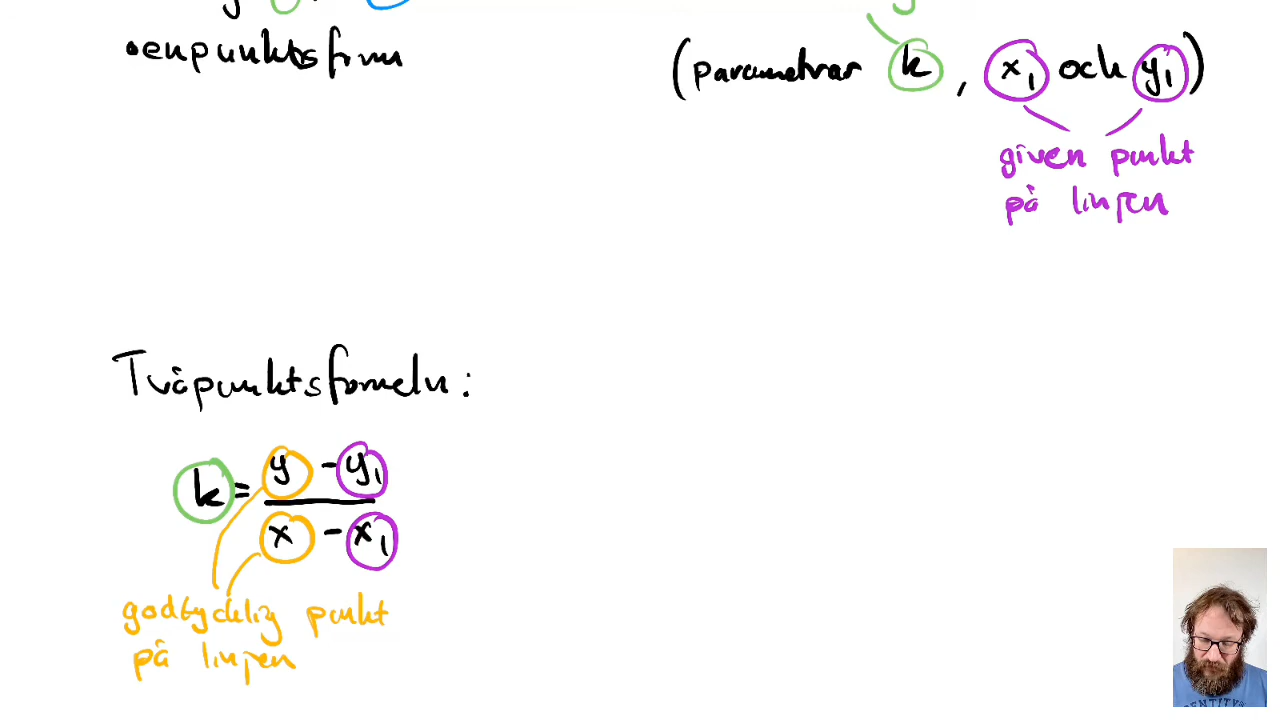 •enpunktsform
(parametrar k, x₁ och y₁)
given punkt
på linjen
Tvåpunktsformeln:
k = y - y₁
x - x₁
godtycklig punkt
på linjen